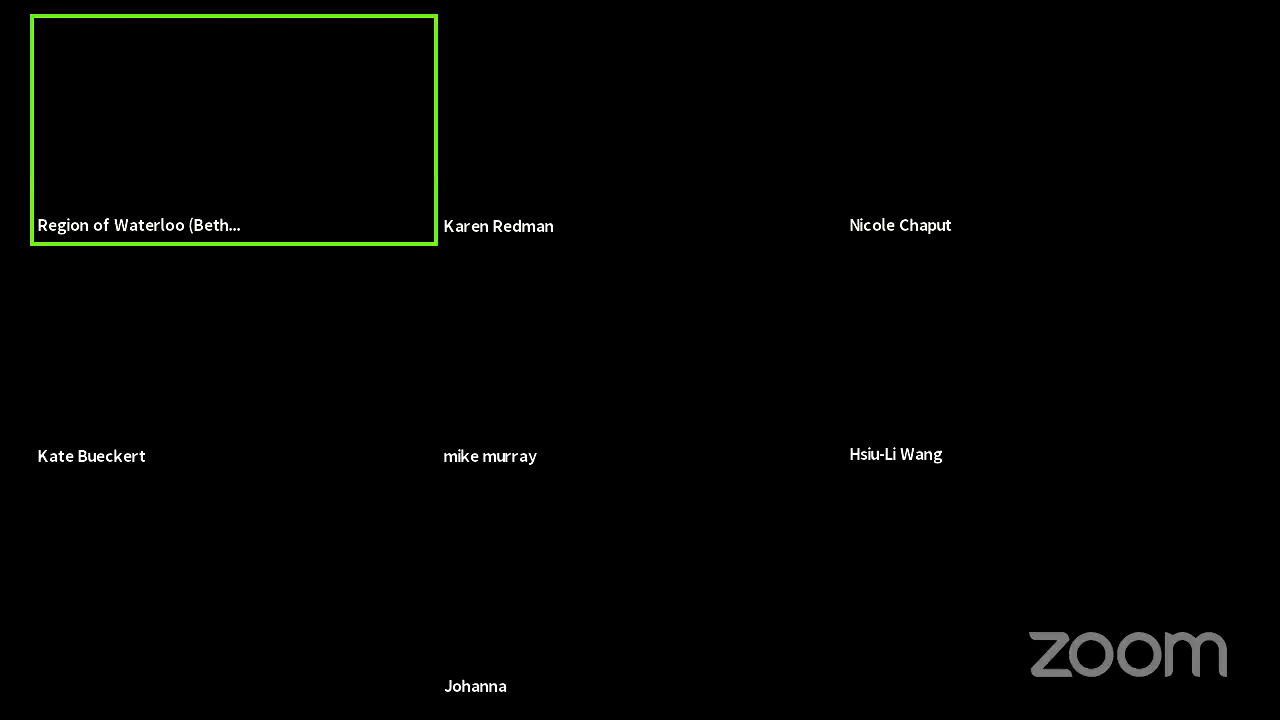 Region of Waterloo (Beth...
Karen Redman
Nicole Chaput
Kate Bueckert
mike murray
Hsiu-Li Wang
Johanna
zoom